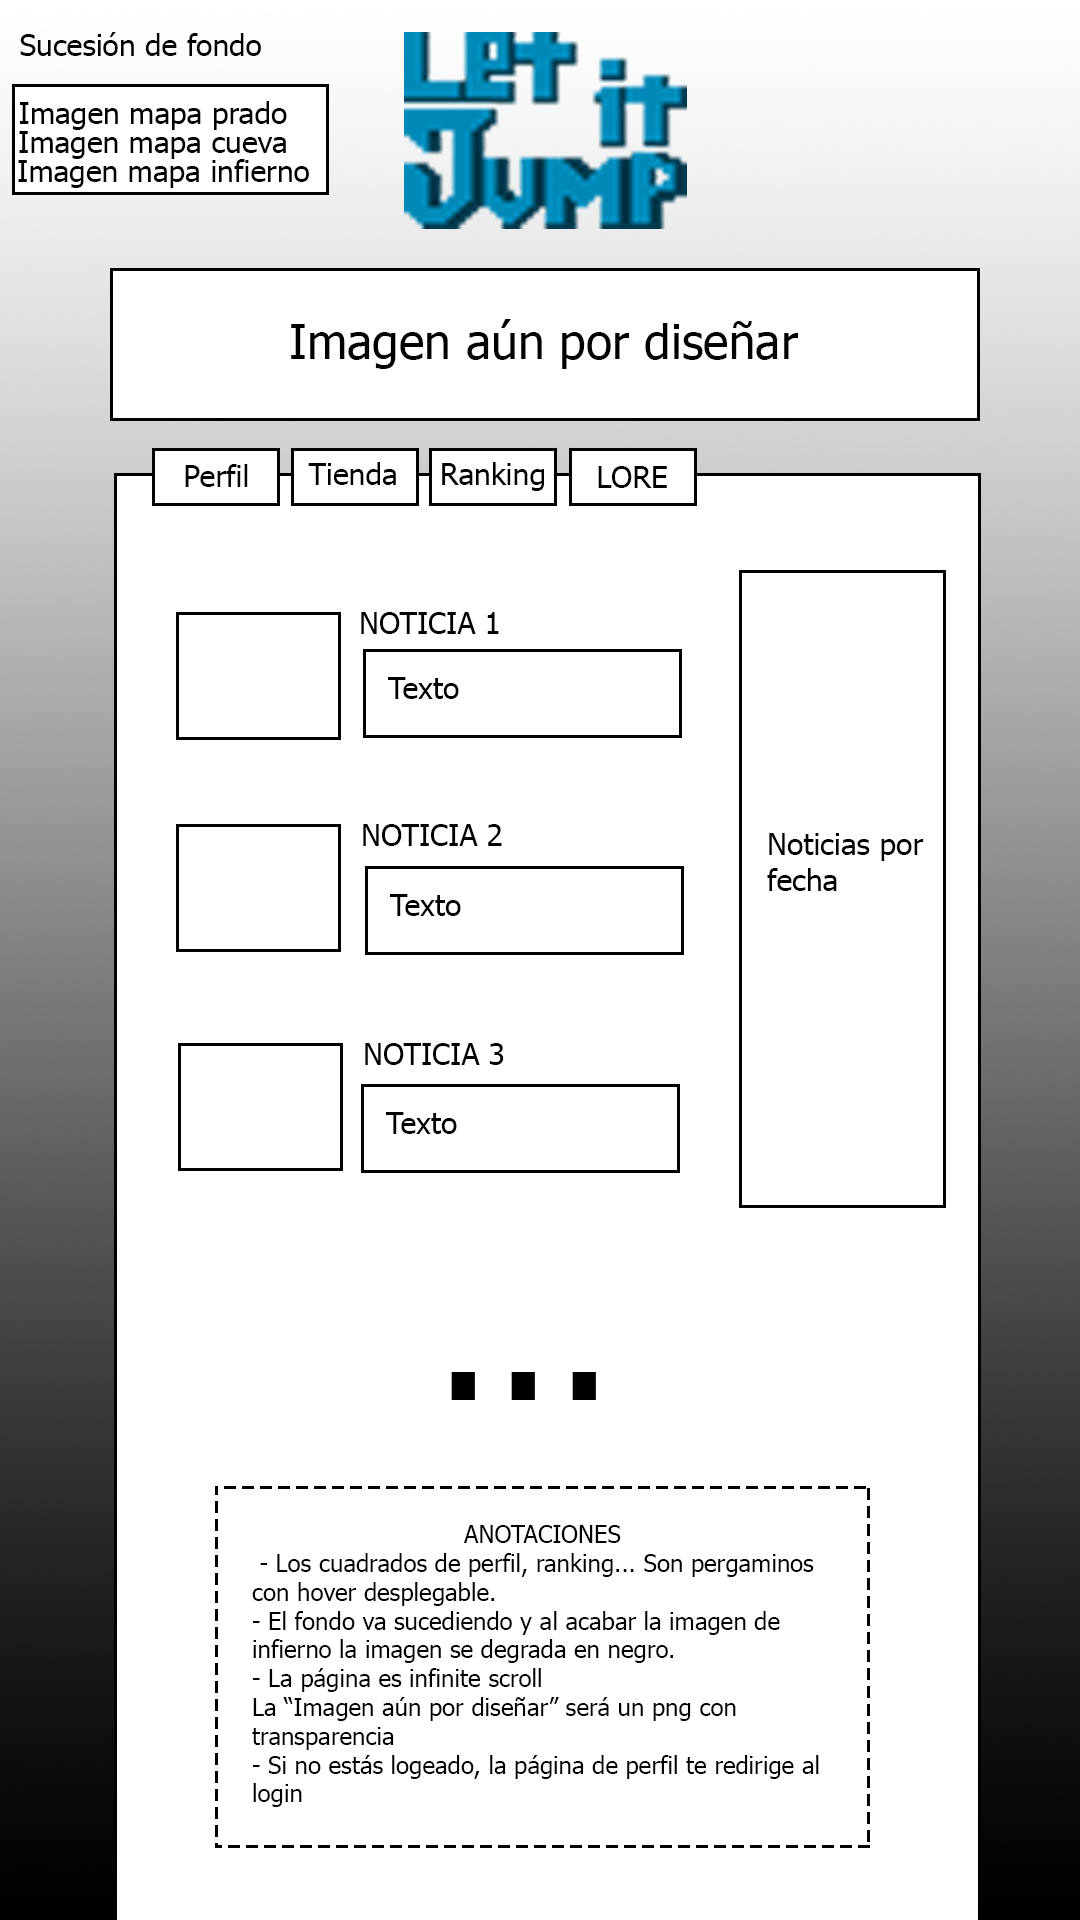 Sucesión de fondo
Imagen mapa prado
Imagen mapa cueva
Imagen mapa infierno
Let it
Jump
Imagen aún por diseñar
Perfil
Tienda
Ranking
LORE
NOTICIA 1
Texto
NOTICIA 2
Texto
NOTICIA 3
Texto
Noticias por
fecha
ANOTACIONES
- Los cuadrados de perfil, ranking... Son pergaminos
con hover desplegable.
- El fondo va sucediendo y al acabar la imagen de
infierno la imagen se degrada en negro.
- La página es infinite scroll
La “Imagen aún por diseñar” será un png con
transparencia
- Si no estás logeado, la página de perfil te redirige al
login